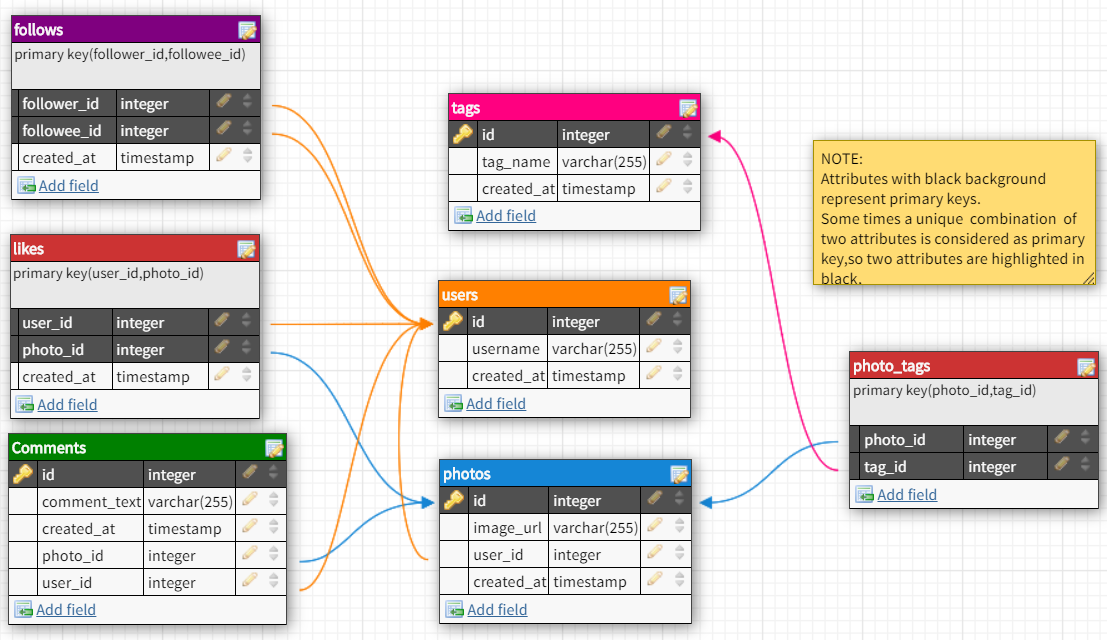 follows
primary key(follower_id,followee_id)
follower_id integer
followee_id integer
created_at timestamp
Add field
likes
primary key(user_id,photo_id)
user_id integer
photo_id integer
created_at timestamp
Add field
Comments
id integer
comment_text varchar(255)
created_at timestamp
photo_id integer
user_id integer
Add field
tags
id integer
tag_name varchar(255)
created_at timestamp
Add field
users
id integer
username varchar(255)
created_at timestamp
Add field
photos
id integer
image_url varchar(255)
user_id integer
created_at timestamp
Add field
NOTE:
Attributes with black background
represent primary keys.
Some times a unique combination of
two attributes is considered as primary
key,so two attributes are highlighted in
black.
photo_tags
primary key(photo_id,tag_id)
photo_id integer
tag_id integer
Add field